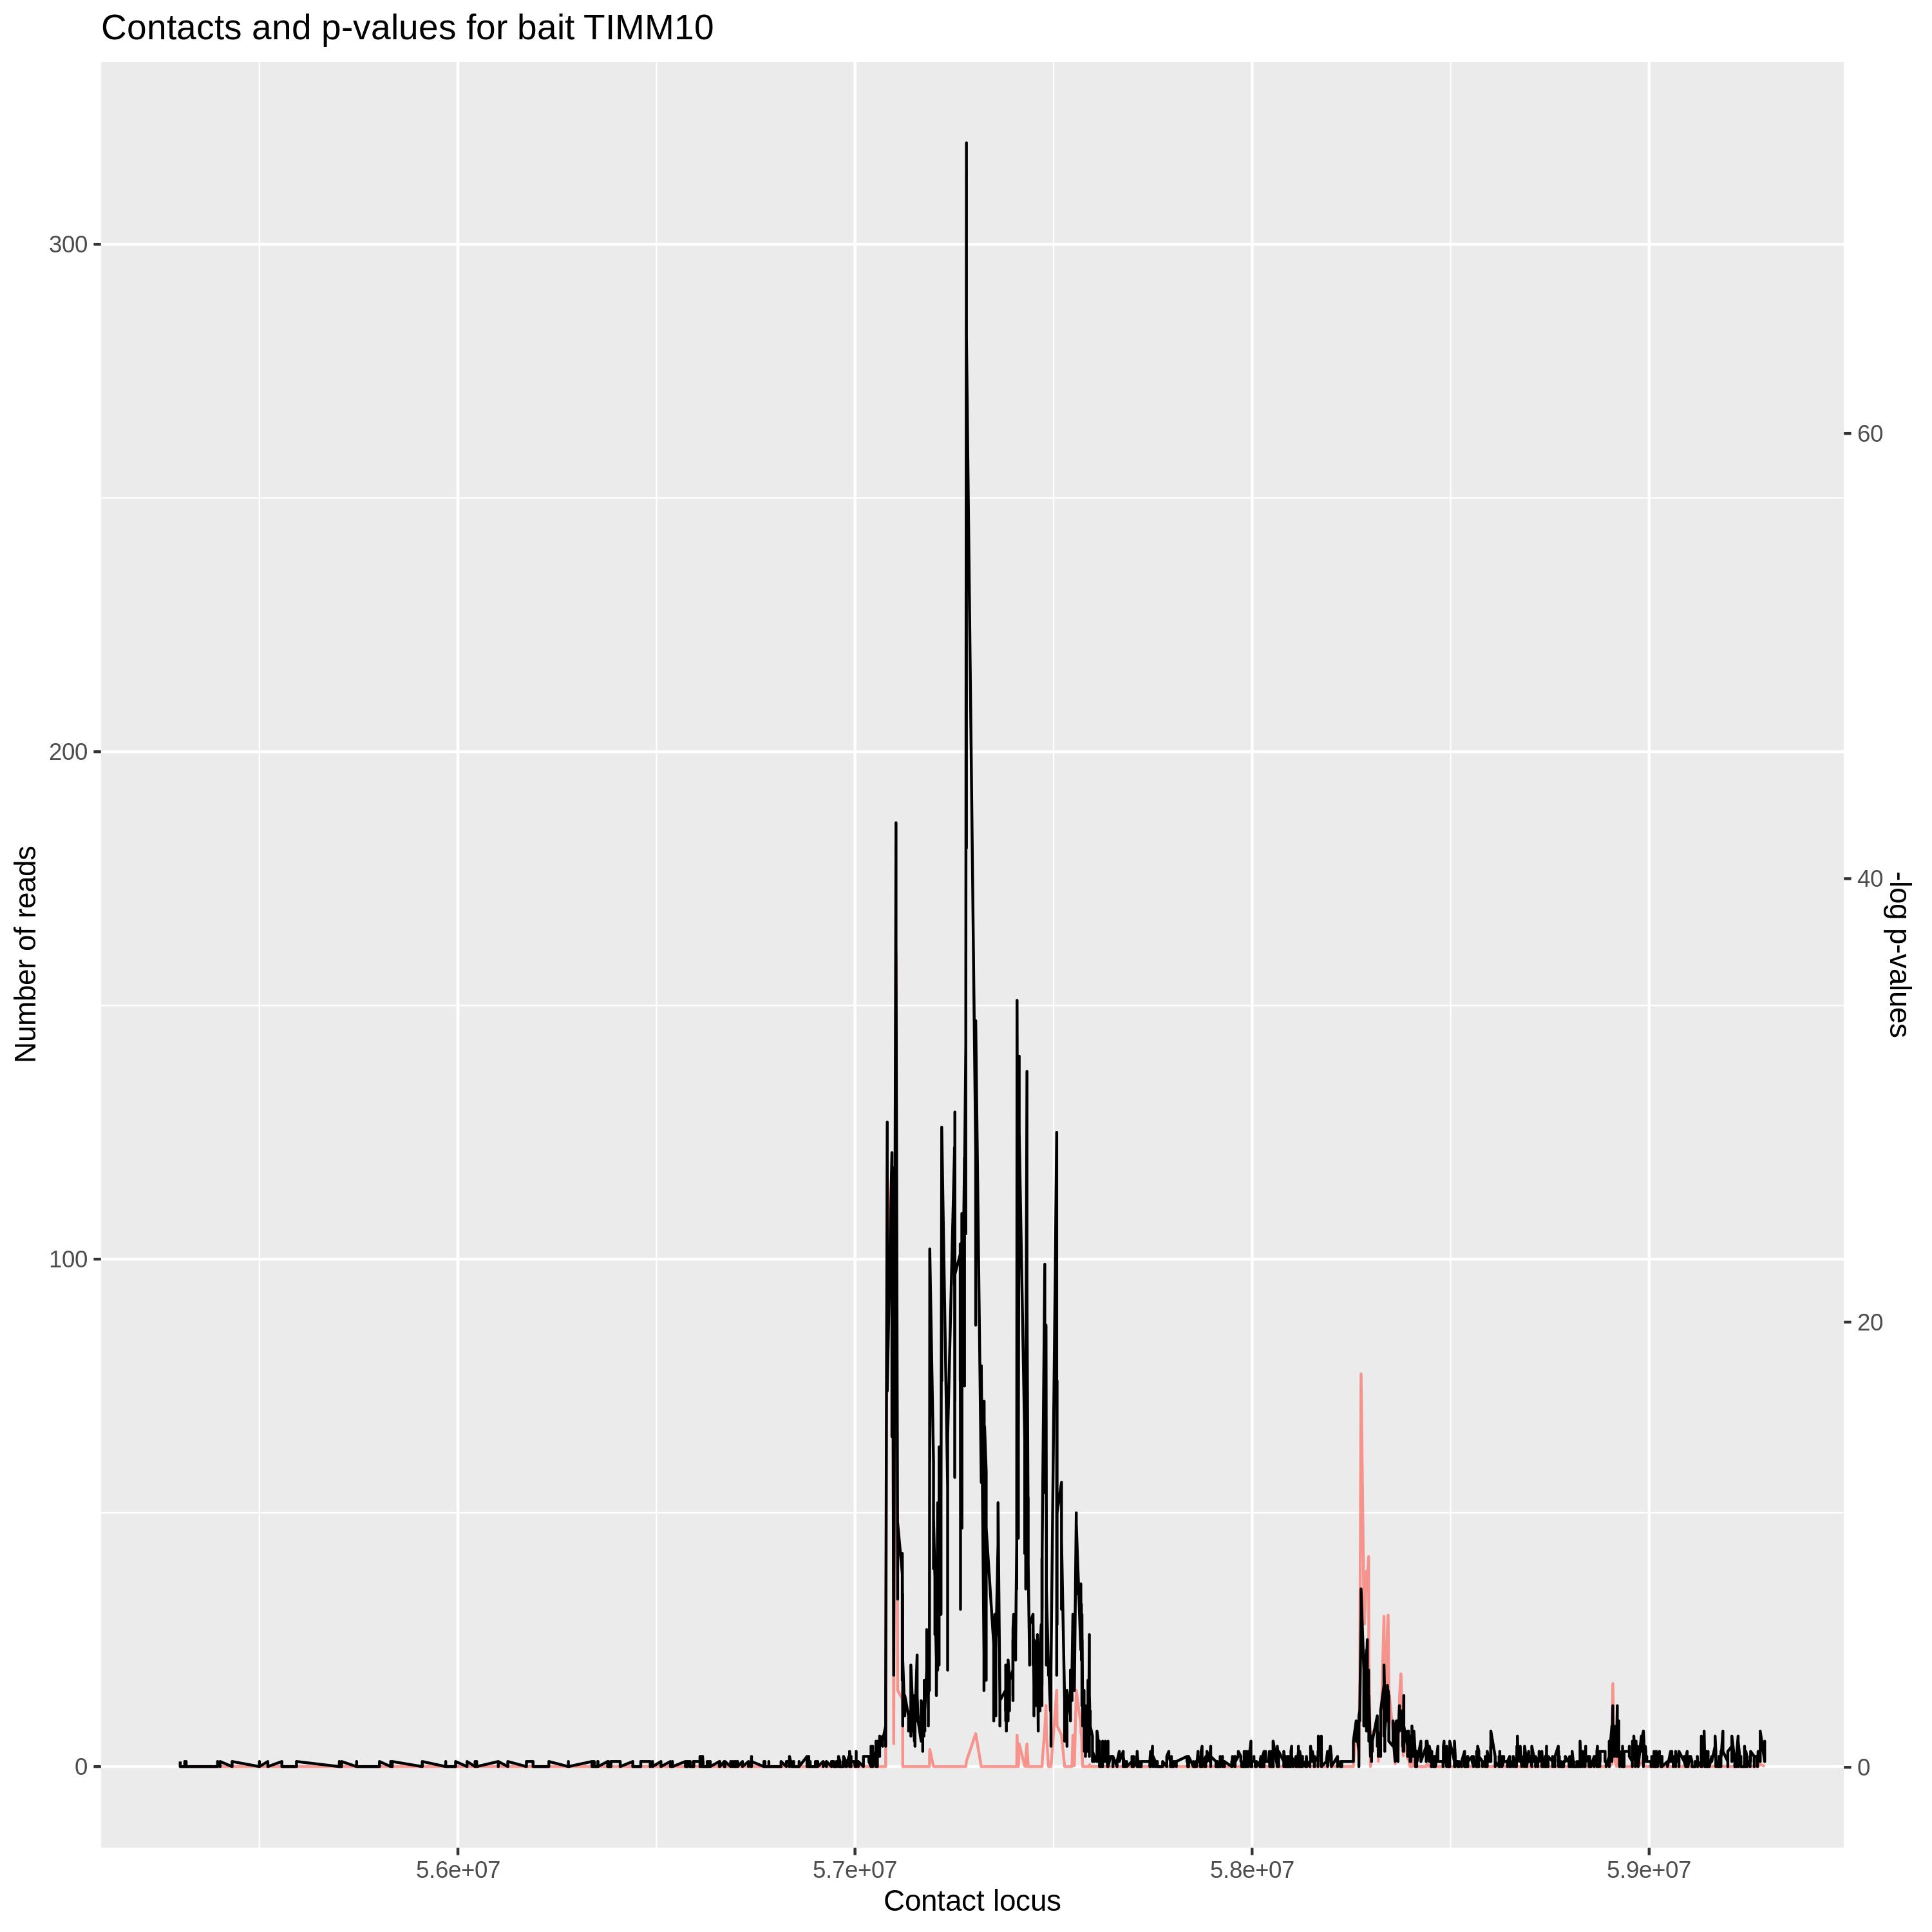 Contacts and p-values for bait TIMM10
300
200
100
0
Number of reads
60
40
20
0
-log p-values
5.6e+07
5.7e+07
5.8e+07
5.9e+07
Contact locus